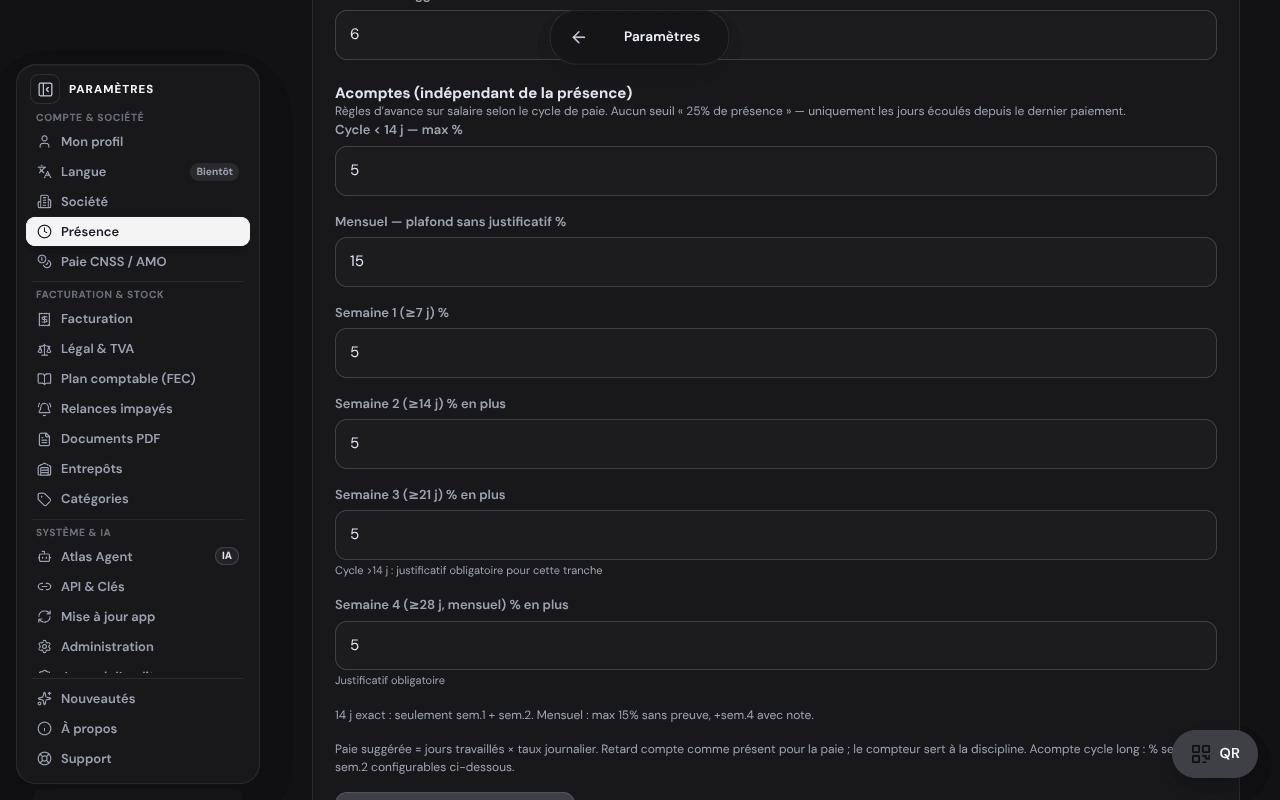 PARAMÈTRES
COMPTE & SOCIÉTÉ
Mon profil
Langue
Bientôt
Société
Présence
Paie CNSS / AMO
FACTURATION & STOCK
Facturation
Légal & TVA
Plan comptable (FEC)
Relances impayés
Documents PDF
Entrepôts
Catégories
SYSTÈME & IA
Atlas Agent
IA
API & Clés
Mise à jour app
Administration
Nouveautés
À propos
Support
Paramètres
6
Acomptes (indépendant de la présence)
Règles d'avance sur salaire selon le cycle de paie. Aucun seuil « 25% de présence » — uniquement les jours écoulés depuis le dernier paiement.
Cycle < 14 j — max %
5
Mensuel — plafond sans justificatif %
15
Semaine 1 (≥7 j) %
5
Semaine 2 (≥14 j) % en plus
5
Semaine 3 (≥21 j) % en plus
5
Cycle >14 j : justificatif obligatoire pour cette tranche
Semaine 4 (≥28 j, mensuel) % en plus
5
Justificatif obligatoire
14 j exact : seulement sem.1 + sem.2. Mensuel : max 15% sans preuve, +sem.4 avec note.
Paie suggérée = jours travaillés × taux journalier. Retard compte comme présent pour la paie ; le compteur sert à la discipline. Acompte cycle long : %
sem.2 configurables ci-dessous.
QR